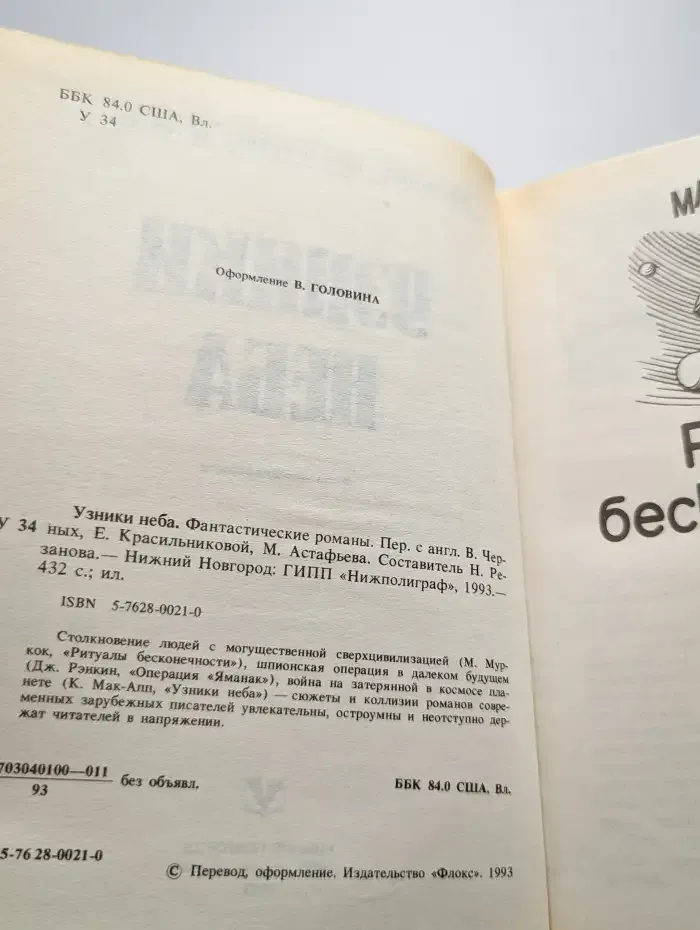 ББК 84.0 США, Вл.
У 34
Оформление В. ГОЛОВИНА
Узники неба. Фантастические романы. Пер. с англ. В. Чер-
У 34 ных, Е. Красильниковой, М. Астафьева. Составитель Н. Ре-
занова.— Нижний Новгород: ГИПП «Нижполиграф», 1993.—
432 с.; ил.
ISBN 5-7628-0021-0
Столкновение людей с могущественной сверхцивилизацией (М. Мур-
кок, «Ритуалы бесконечности»), шпионская операция в далеком будущем
(Дж. Рэнкин, «Операция «Яманак»), война на затерянной в космосе пла-
нете (К. Мак-Апп, «Узники неба») — сюжеты и коллизии романов совре-
менных зарубежных писателей увлекательны, остроумны и неотступно дер-
жат читателей в напряжении.
703040100—011
93
без объявл.
ББК 84.0 США, Вл.
5-76 28-0021-0
© Перевод, оформление. Издательство «Флокс». 1993
МА
бес